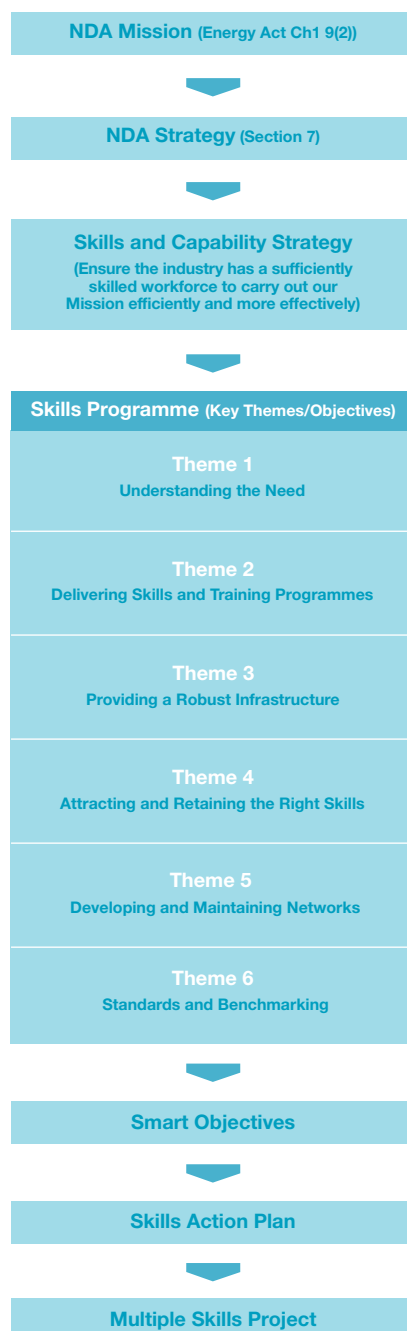 NDA Mission (Energy Act Ch1 9(2))
NDA Strategy (Section 7)
Skills and Capability Strategy
(Ensure the industry has a sufficiently
skilled workforce to carry out our
Mission efficiently and more effectively)
Skills Programme (Key Themes/Objectives)
Theme 1
Understanding the Need
Theme 2
Delivering Skills and Training Programmes
Theme 3
Providing a Robust Infrastructure
Theme 4
Attracting and Retaining the Right Skills
Theme 5
Developing and Maintaining Networks
Theme 6
Standards and Benchmarking
Smart Objectives
Skills Action Plan
Multiple Skills Project